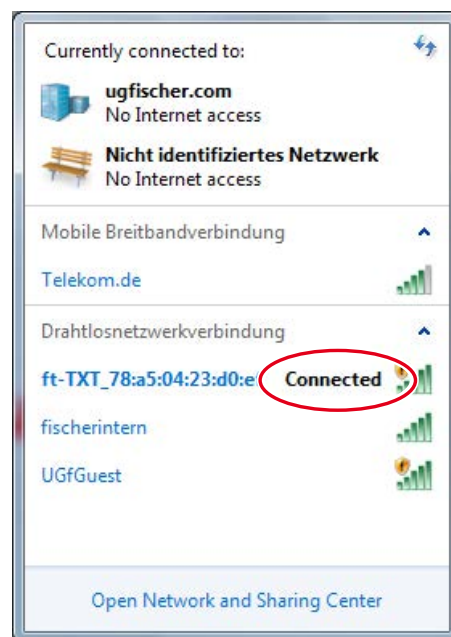 Currently connected to:
ugfischer.com
No Internet access
Nicht identifiziertes Netzwerk
No Internet access
Mobile Breitbandverbindung
Telekom.de
Drahtlosnetzwerkverbindung
ft-TXT_78:a5:04:23:d0:e Connected
fischerintern
UGfGuest
Open Network and Sharing Center